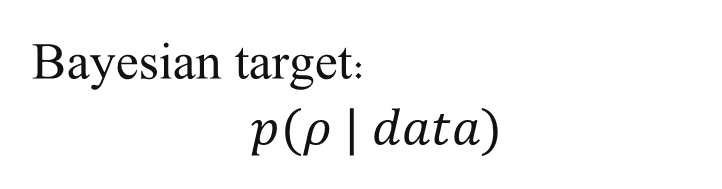 Bayesian target:
p(ρ | data)